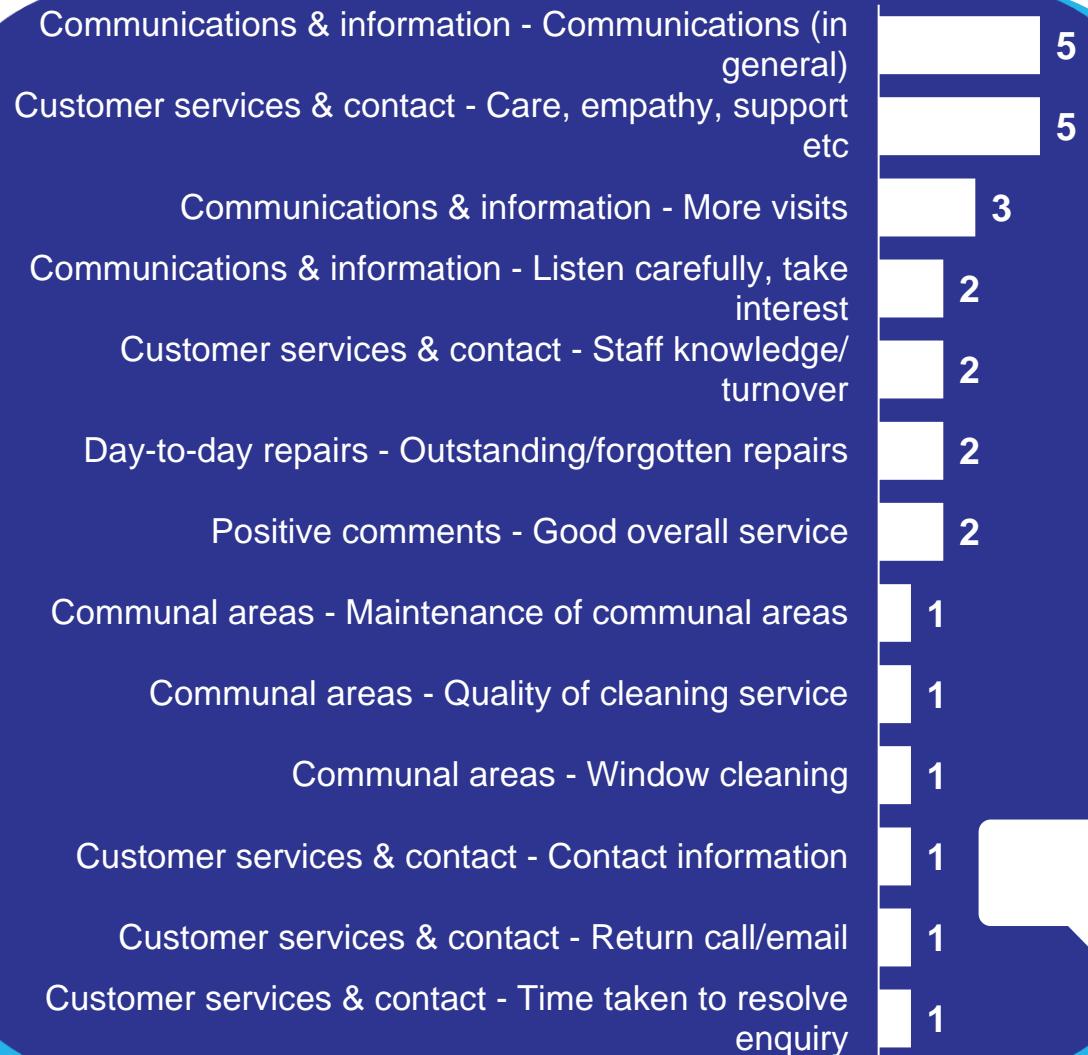 Communications & information - Communications (in
general)
5
Customer services & contact - Care, empathy, support
etc
5
Communications & information - More visits
3
Communications & information - Listen carefully, take
interest
2
Customer services & contact - Staff knowledge/
turnover
2
Day-to-day repairs - Outstanding/forgotten repairs
2
Positive comments - Good overall service
2
Communal areas - Maintenance of communal areas
1
Communal areas - Quality of cleaning service
1
Communal areas - Window cleaning
1
Customer services & contact - Contact information
1
Customer services & contact - Return call/email
1
Customer services & contact - Time taken to resolve
enquiry
1